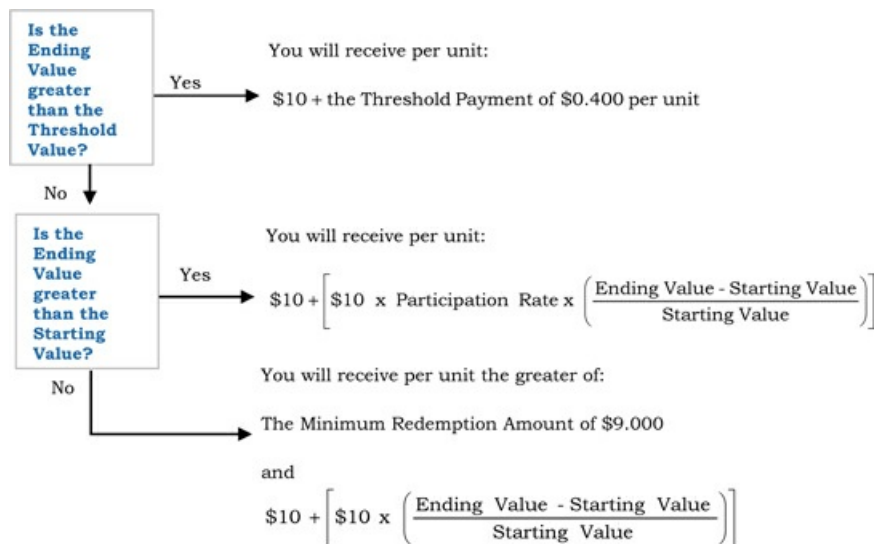 Is the
Ending
Value
greater
than the
Threshold
Value?
Yes
You will receive per unit:
$10 + the Threshold Payment of $0.400 per unit
No
Is the
Ending
Value
greater
than the
Starting
Value?
Yes
You will receive per unit:
$10 + [ $10 x Participation Rate x ( Ending Value - Starting Value / Starting Value ) ]
No
You will receive per unit the greater of:
The Minimum Redemption Amount of $9.000
and
$10 + [ $10 x ( Ending Value - Starting Value / Starting Value ) ]